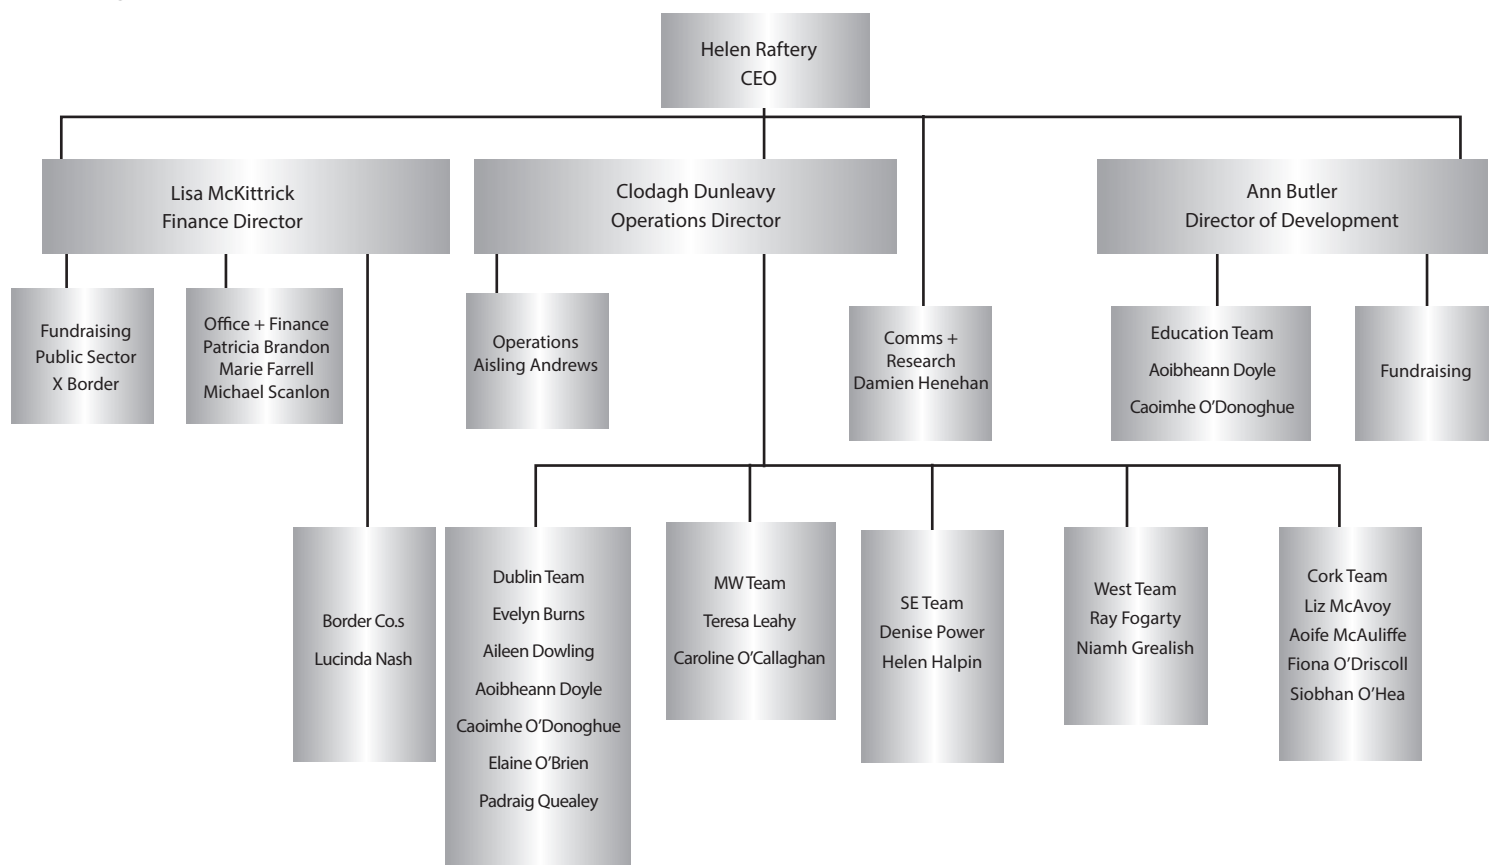 Helen Raftery
CEO
Lisa McKittrick
Finance Director
Clodagh Dunleavy
Operations Director
Ann Butler
Director of Development
Fundraising
Public Sector
X Border
Office + Finance
Patricia Brandon
Marie Farrell
Michael Scanlon
Operations
Aisling Andrews
Comms +
Research
Damien Henehan
Education Team
Aoibheann Doyle
Caoimhe O’Donoghue
Fundraising
Border Co.s
Lucinda Nash
Dublin Team
Evelyn Burns
Aileen Dowling
Aoibheann Doyle
Caoimhe O’Donoghue
Elaine O’Brien
Padraig Quealey
MW Team
Teresa Leahy
Caroline O’Callaghan
SE Team
Denise Power
Helen Halpin
West Team
Ray Fogarty
Niamh Grealish
Cork Team
Liz McAvoy
Aoife McAuliffe
Fiona O’Driscoll
Siobhan O’Hea